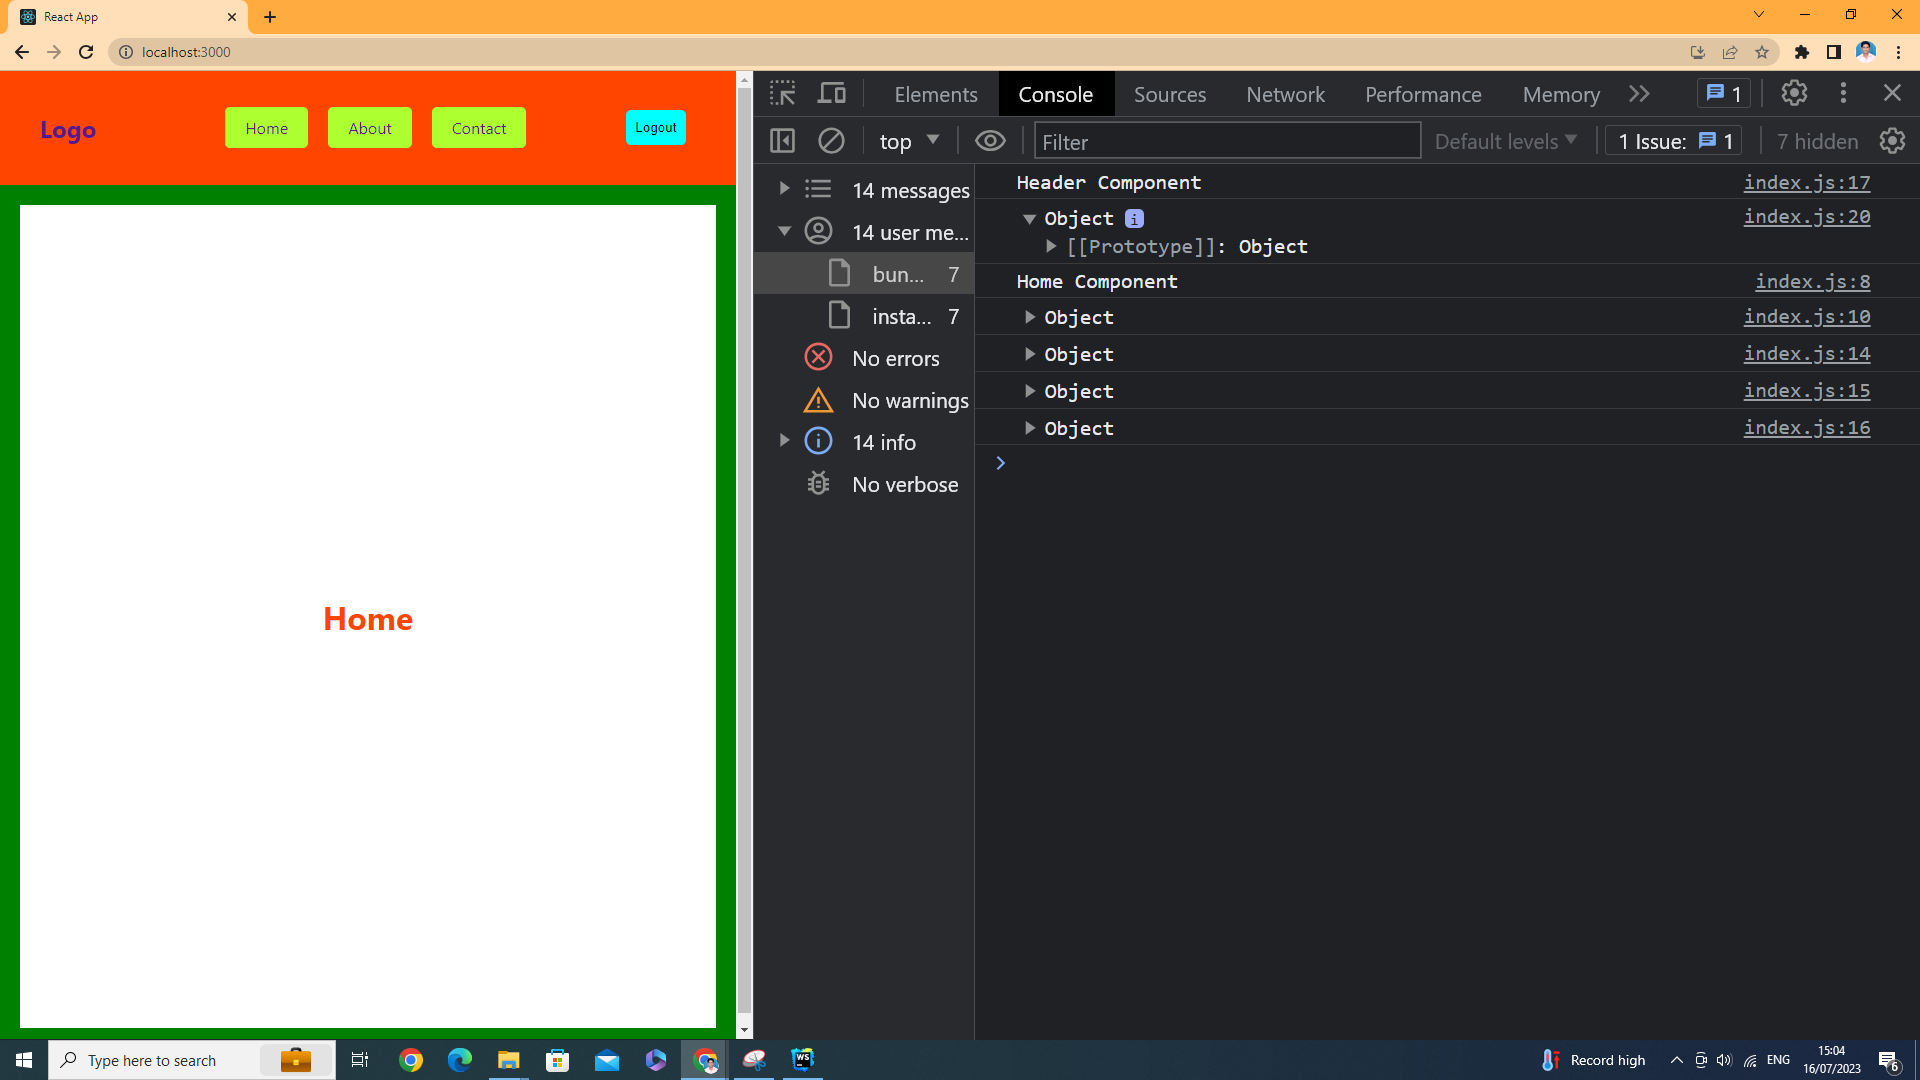 React App
localhost:3000
Logo
Home
About
Contact
Logout
Home
Elements
Console
Sources
Network
Performance
Memory
1
top
Filter
Default levels
1 Issue: 1
7 hidden
14 messages
14 user me...
bun... 7
insta... 7
No errors
No warnings
14 info
No verbose
Header Component index.js:17
Object i index.js:20
[[Prototype]]: Object
Home Component index.js:8
Object index.js:10
Object index.js:14
Object index.js:15
Object index.js:16
Type here to search
WS
Record high
ENG
15:04
16/07/2023
6